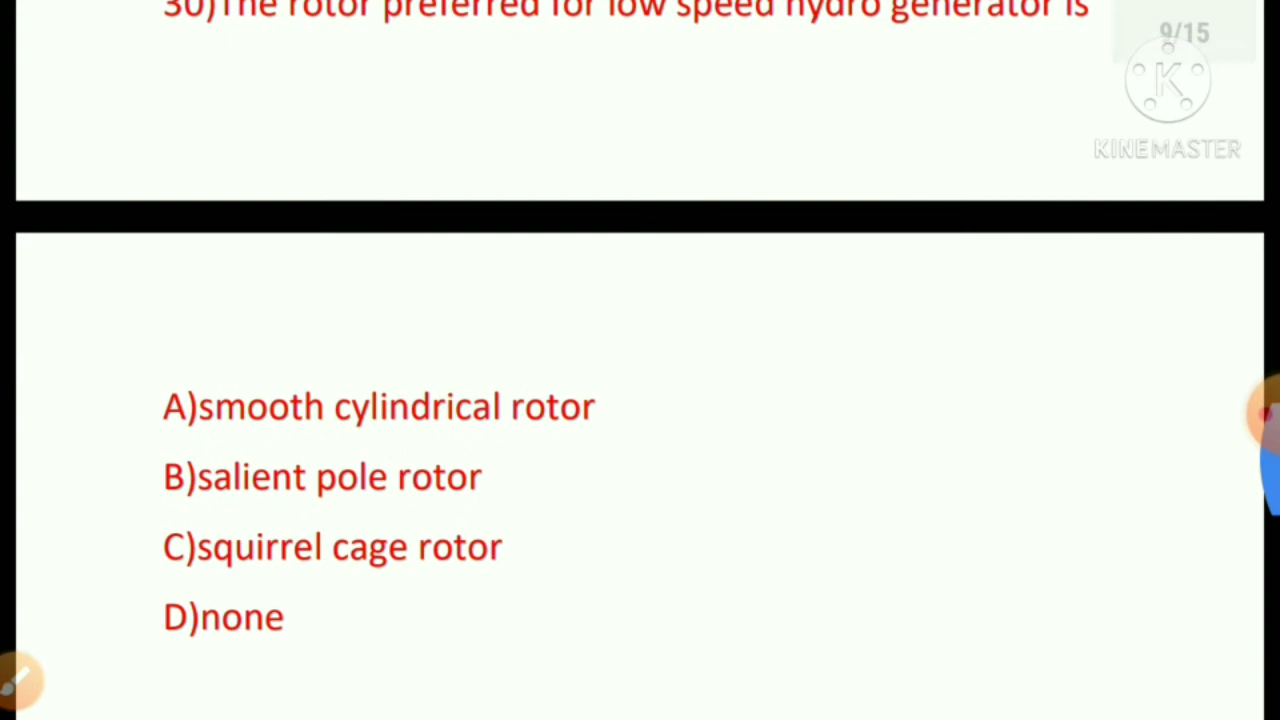 30)The rotor preferred for low speed hydro generator is
9/15
K
KINEMASTER
A)smooth cylindrical rotor
B)salient pole rotor
C)squirrel cage rotor
D)none